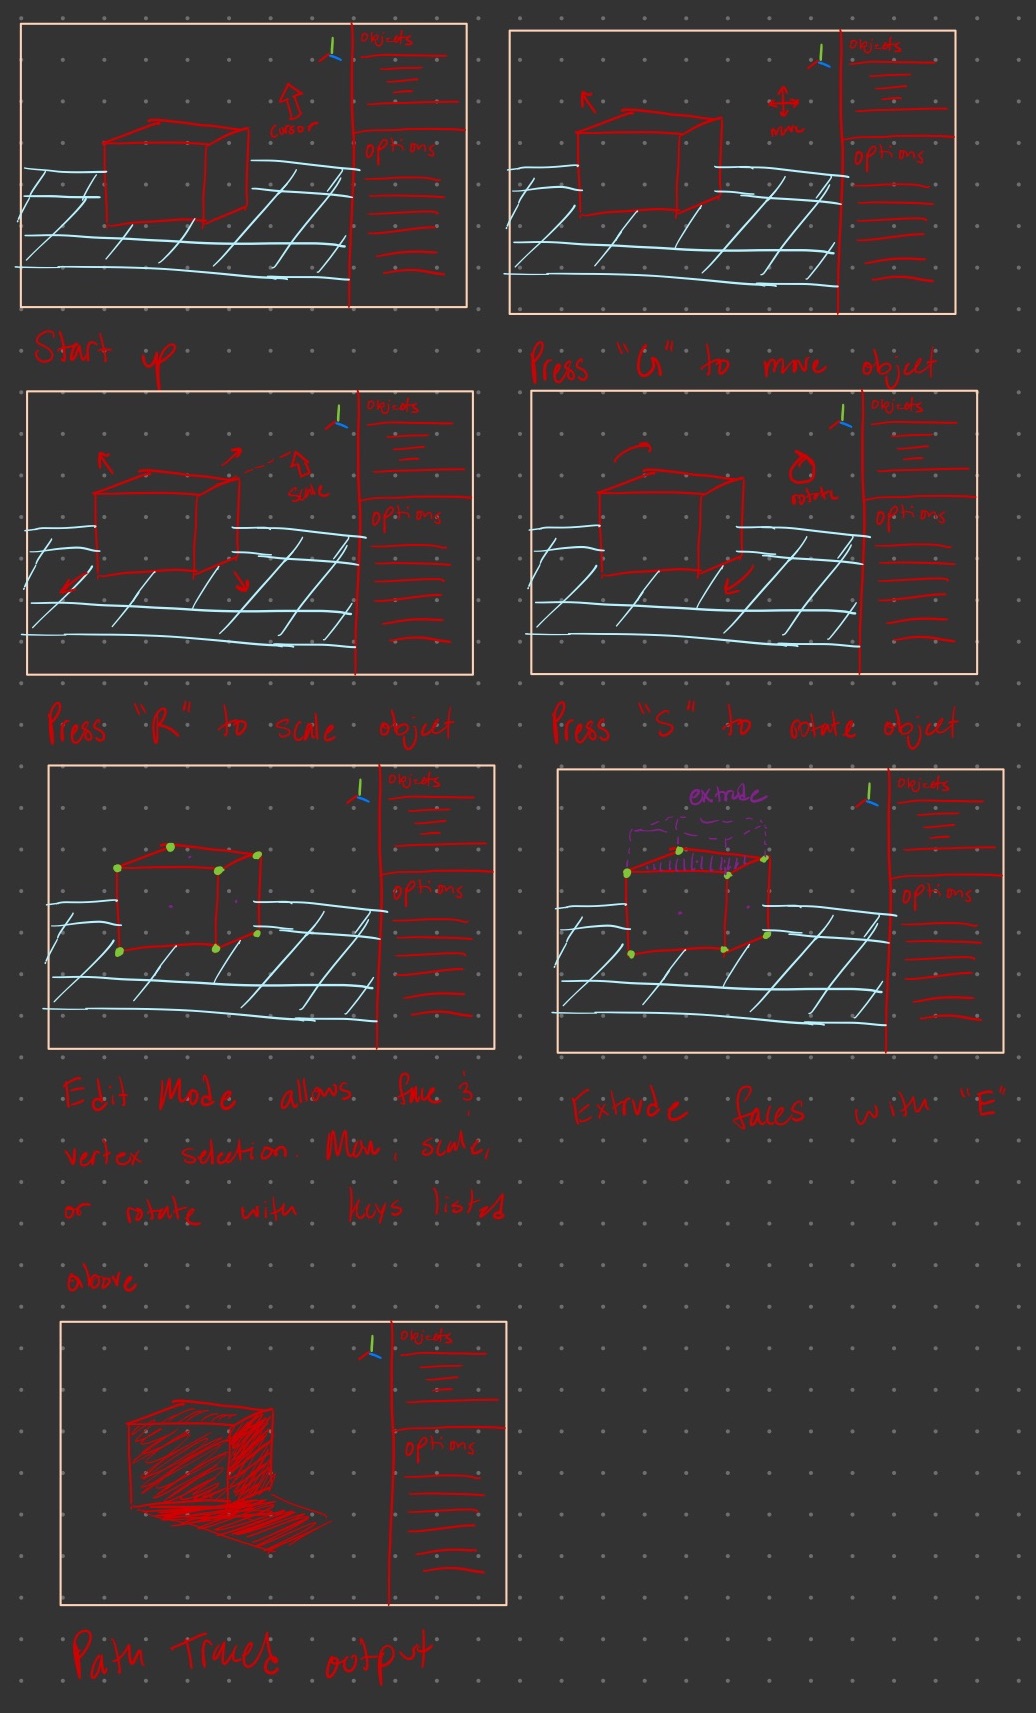 Objects
cursor
Options
Start up
Objects
move
Options
Press "G" to move object
Objects
scale
Options
Press "R" to scale object
Objects
rotate
Options
Press "S" to rotate object
Objects
Options
Edit Mode allows face &
vertex selection. Move, scale,
or rotate with keys listed
above
extrude
Objects
Options
Extrude faces with "E"
Objects
Options
Path Traced output